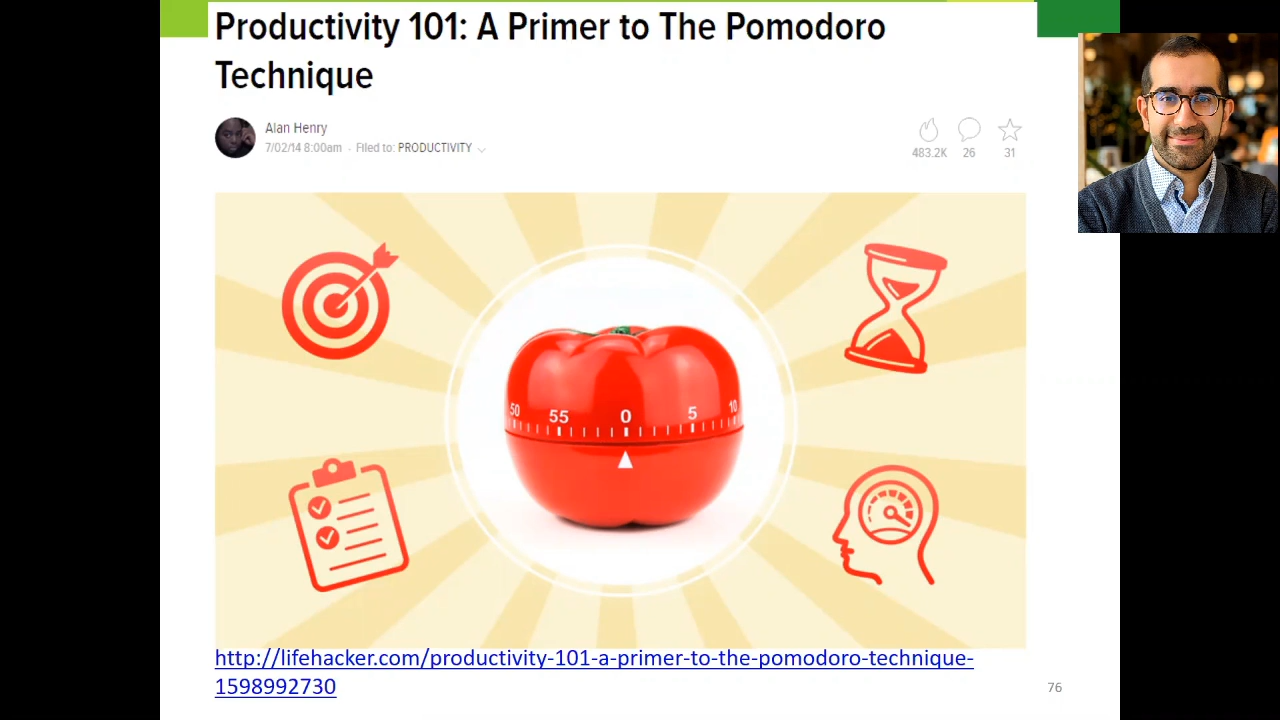 Productivity 101: A Primer to The Pomodoro
Technique
Alan Henry
7/02/14 8:00am · Filed to: PRODUCTIVITY
483.2K 26 31
50 55 0 5 10
http://lifehacker.com/productivity-101-a-primer-to-the-pomodoro-technique-
1598992730
76